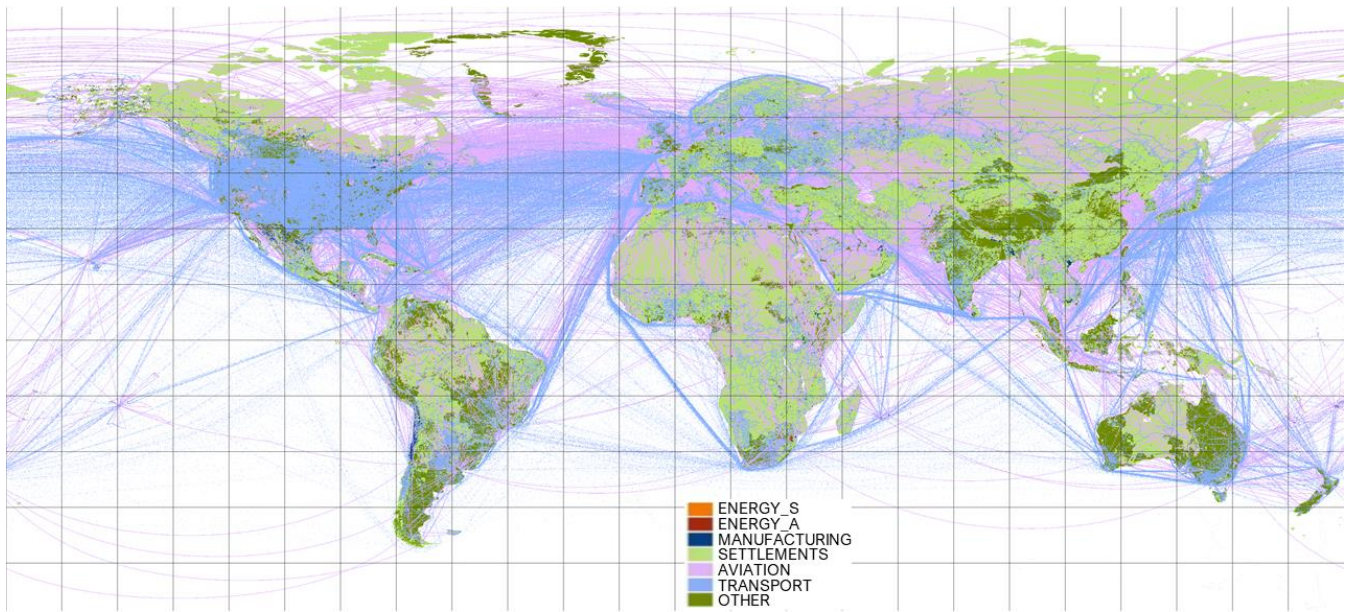 ENERGY_S
ENERGY_A
MANUFACTURING
SETTLEMENTS
AVIATION
TRANSPORT
OTHER